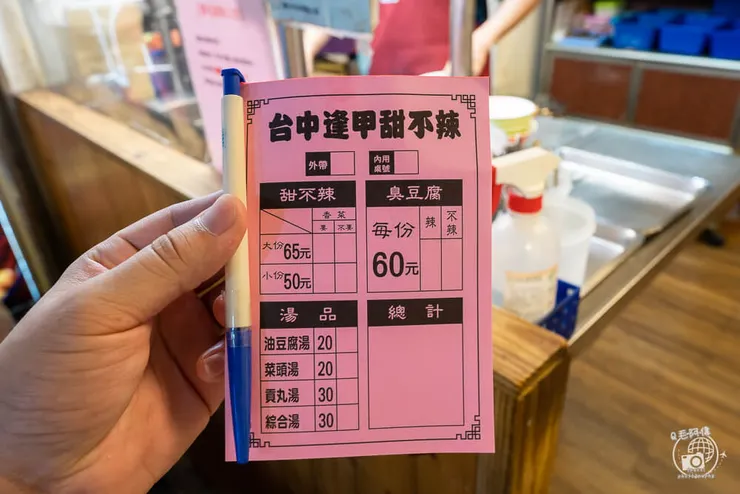 台中逢甲甜不辣
外帶
內用
桌號
甜不辣
香菜
要 不要
大份65元
小份50元
臭豆腐
每份
60元
辣
不辣
湯品
油豆腐湯 20
菜頭湯 20
貢丸湯 30
綜合湯 30
總計